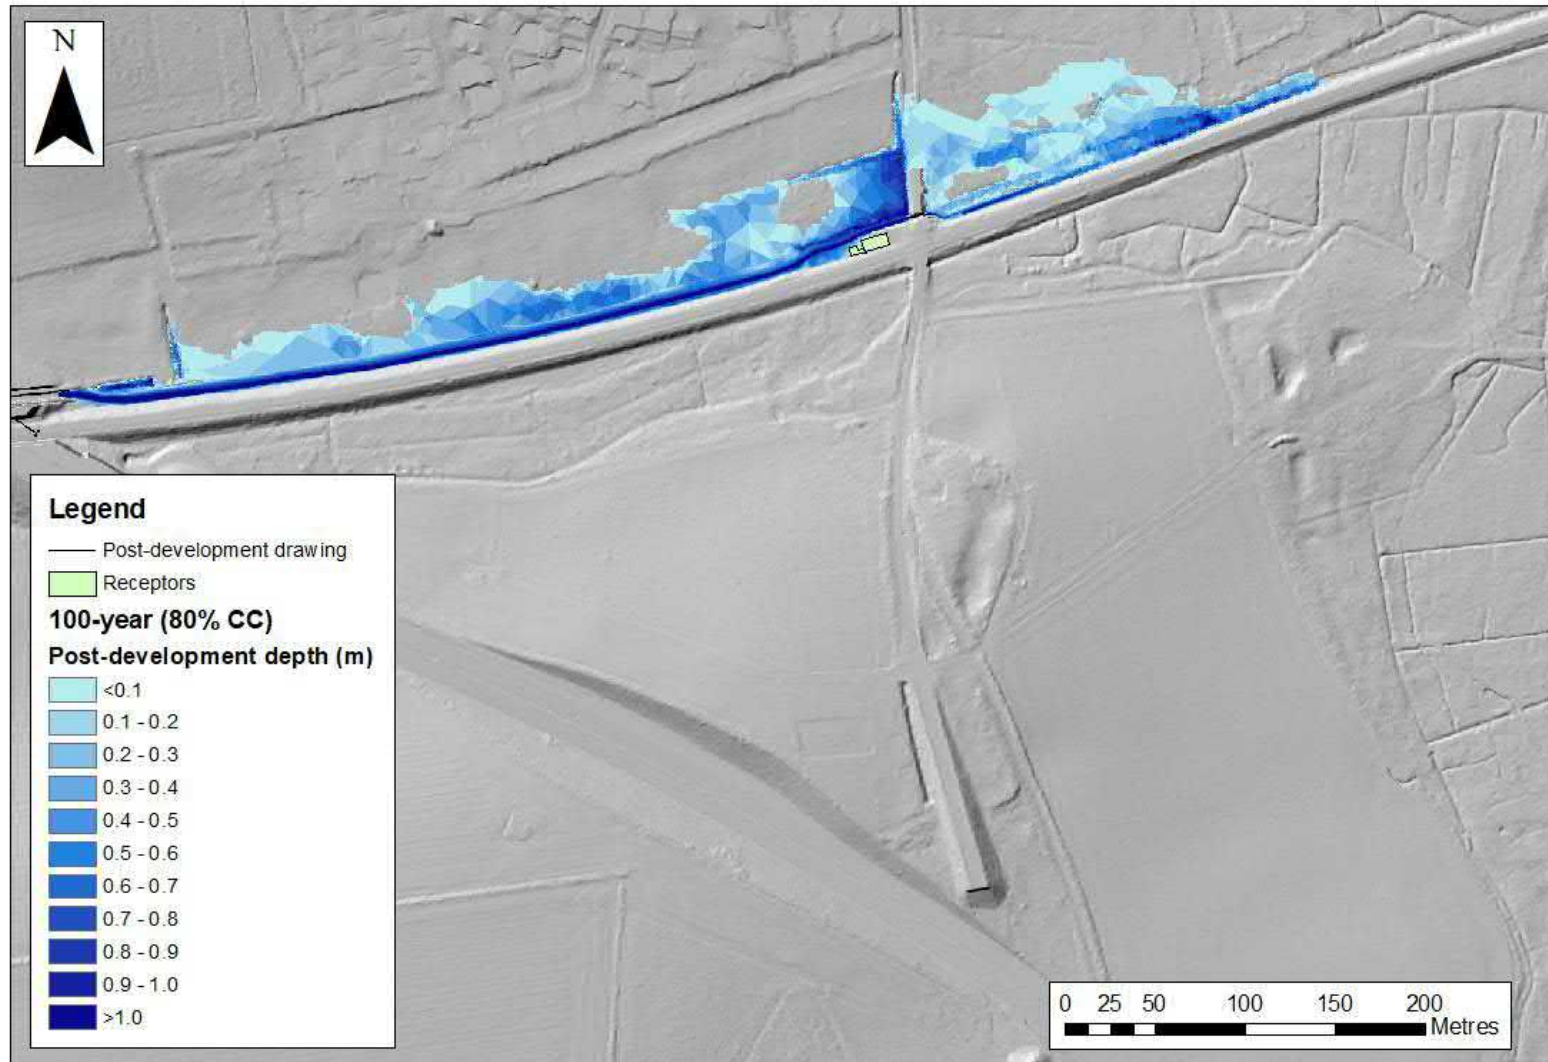 N
Legend
Post-development drawing
Receptors
100-year (80% CC)
Post-development depth (m)
<0.1
0.1 - 0.2
0.2 - 0.3
0.3 - 0.4
0.4 - 0.5
0.5 - 0.6
0.6 - 0.7
0.7 - 0.8
0.8 - 0.9
0.9 - 1.0
>1.0
0 25 50 100 150 200
Metres